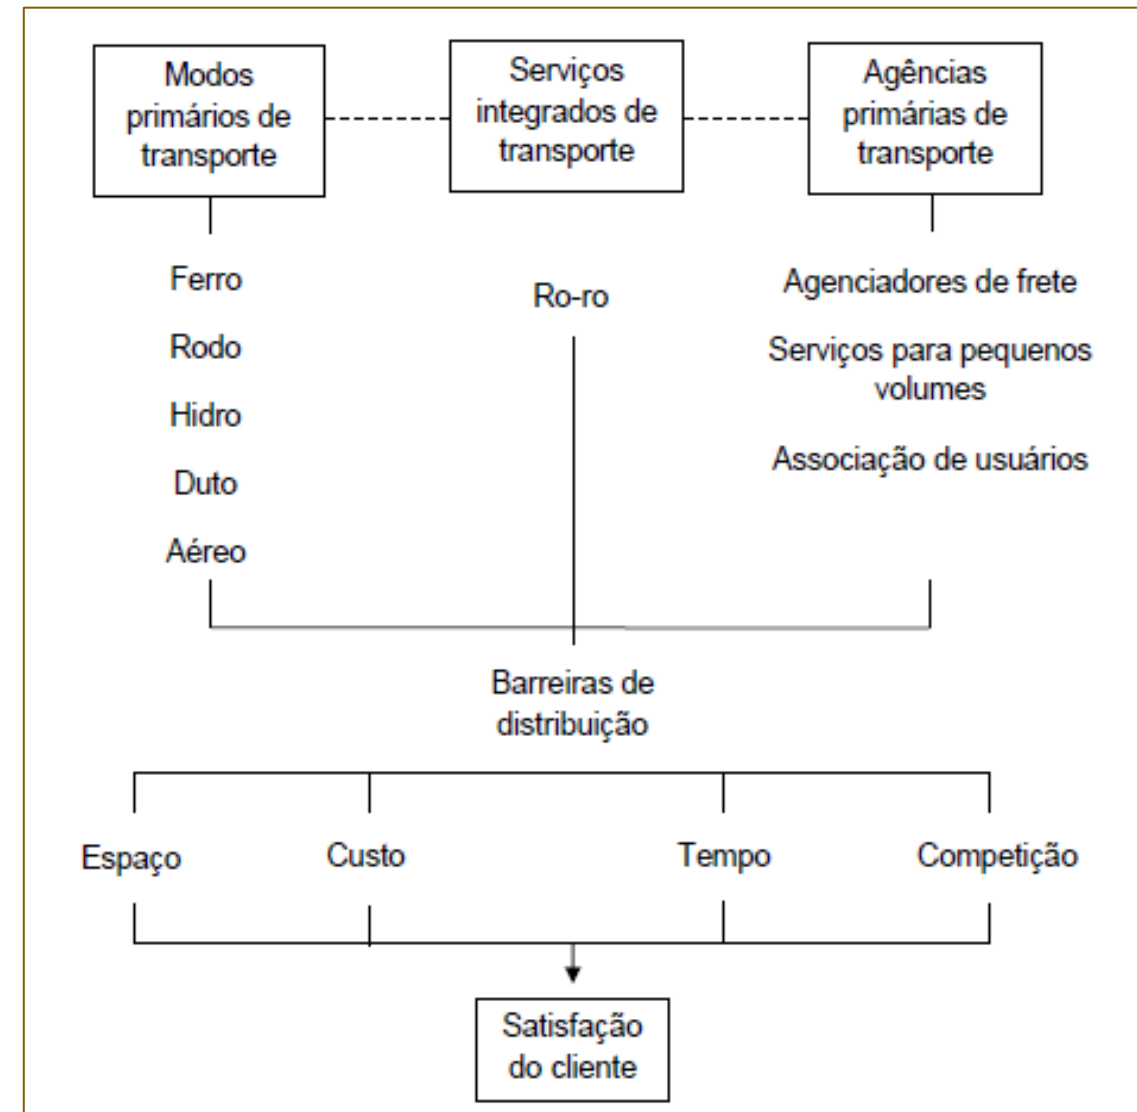 Modos
primários de
transporte
Serviços
integrados de
transporte
Agências
primárias de
transporte
Ferro
Rodo
Hidro
Duto
Aéreo
Ro-ro
Agenciadores de frete
Serviços para pequenos
volumes
Associação de usuários
Barreiras de
distribuição
Espaço
Custo
Tempo
Competição
Satisfação
do cliente